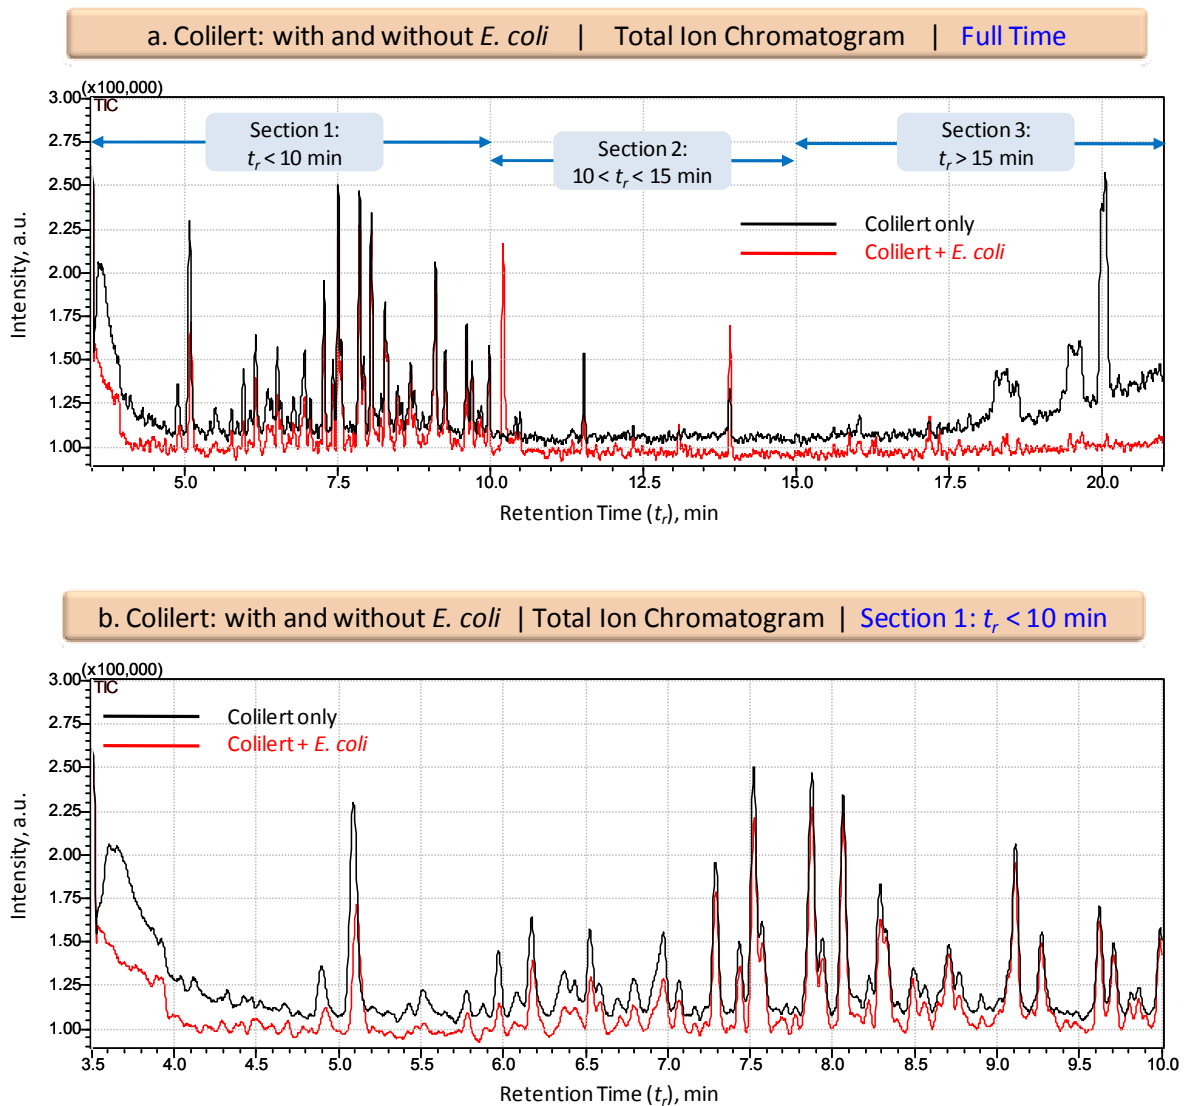 a. Colilert: with and without E. coli | Total Ion Chromatogram | Full Time
(x100,000)
TIC
3.00
2.75
2.50
2.25
2.00
1.75
1.50
1.25
1.00
Intensity, a.u.
Section 1:
tr < 10 min
Section 2:
10 < tr < 15 min
Section 3:
tr > 15 min
Colilert only
Colilert + E. coli
5.0 7.5 10.0 12.5 15.0 17.5 20.0
Retention Time (tr), min
b. Colilert: with and without E. coli | Total Ion Chromatogram | Section 1: tr < 10 min
(x100,000)
TIC
3.00
2.75
2.50
2.25
2.00
1.75
1.50
1.25
1.00
Intensity, a.u.
Colilert only
Colilert + E. coli
3.5 4.0 4.5 5.0 5.5 6.0 6.5 7.0 7.5 8.0 8.5 9.0 9.5 10.0
Retention Time (tr), min